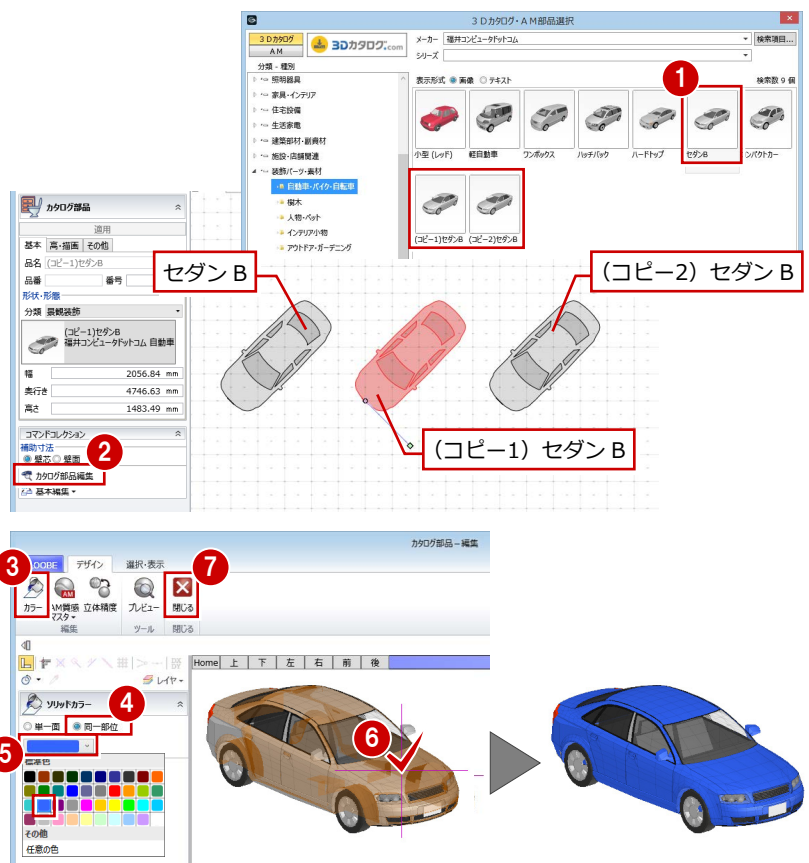 3Dカタログ・AM部品選択
3Dカタログ
AM
3Dカタログ.com
メーカー 福井コンピュータドットコム 検索項目...
シリーズ
分類 - 種別
表示形式 画像 テキスト 検索数 9 個
1
照明器具
家具・インテリア
住宅設備
生活家電
建築部材・副資材
施設・店舗関連
装飾パーツ・素材
自動車・バイク・自転車
樹木
人物・ペット
インテリア小物
アウトドア・ガーデニング
小型 (レッド) 軽自動車 ワンボックス ハッチバック ハードトップ セダンB ンパクトカー
(コピー1)セダンB (コピー2)セダンB
カタログ部品
適用
基本 高・描画 その他
品名 (コピー1)セダンB
品番 番号
形状・形態
分類 景観装飾
(コピー1)セダンB
福井コンピュータドットコム 自動車
幅 2056.84 mm
奥行き 4746.63 mm
高さ 1483.49 mm
コマンドコレクション
補助寸法
壁芯 壁面
2
カタログ部品編集
基本編集
セダン B
（コピー2）セダン B
（コピー1）セダン B
カタログ部品 - 編集
3
OOBE デザイン 選択・表示
7
カラー AM質感 立体精度 プレビュー 閉じる
マスタ
編集 ツール 閉じる
レイヤ
Home 上 下 左 右 前 後
ソリッドカラー
4
単一面 同一部位
5
標準色
その他
任意の色
6